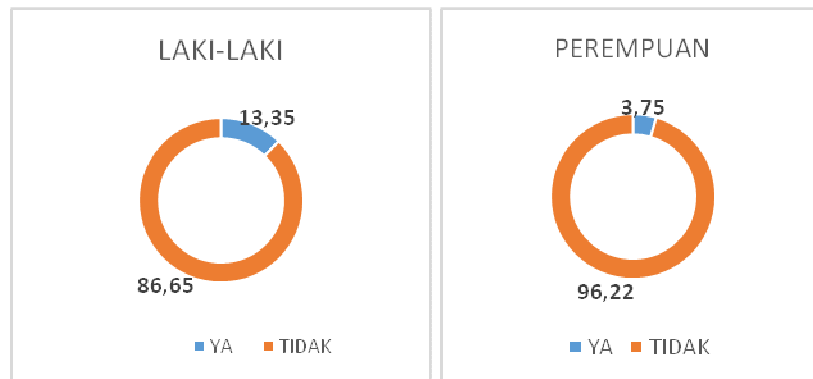 LAKI-LAKI
13,35
86,65
YA TIDAK
PEREMPUAN
3,75
96,22
YA TIDAK